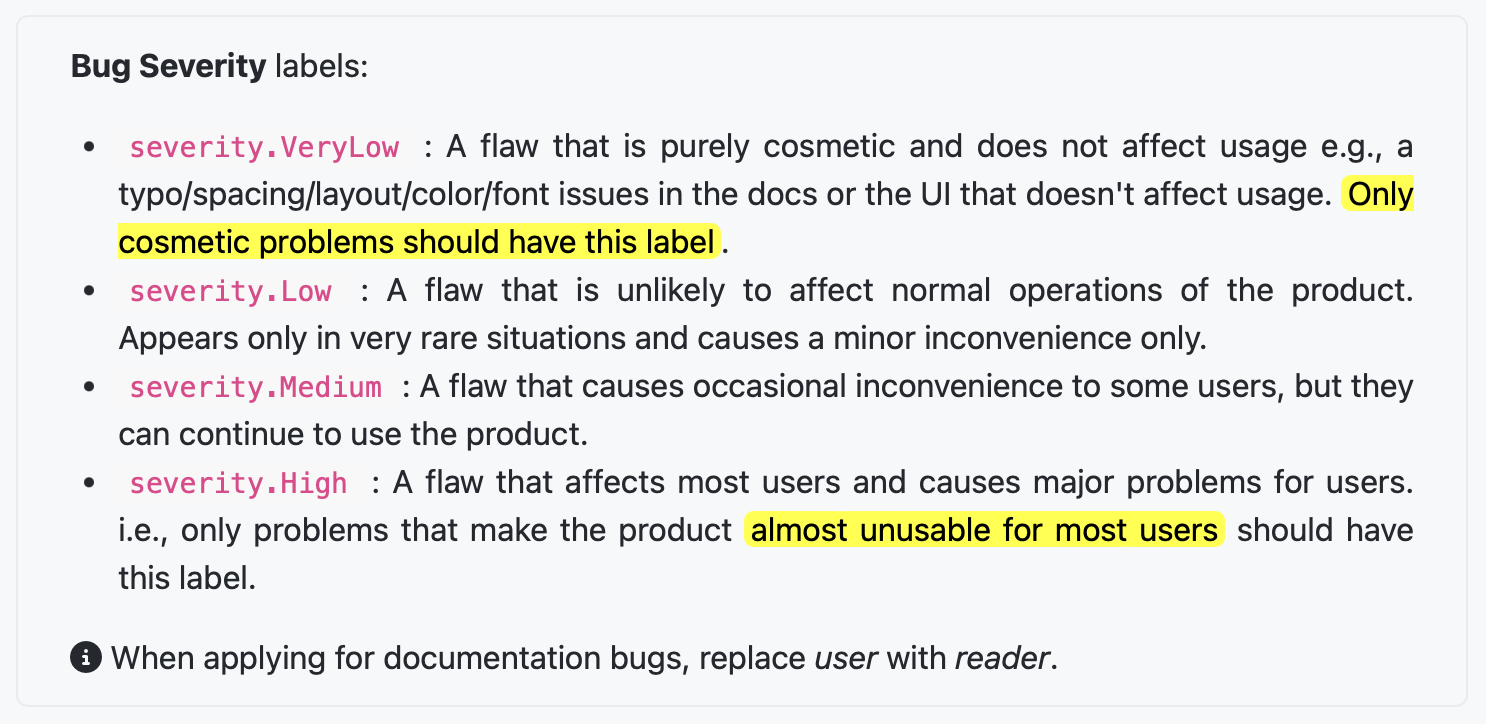 Bug Severity labels:
• severity.VeryLow : A flaw that is purely cosmetic and does not affect usage e.g., a
typo/spacing/layout/color/font issues in the docs or the UI that doesn't affect usage. Only
cosmetic problems should have this label.
• severity.Low : A flaw that is unlikely to affect normal operations of the product.
Appears only in very rare situations and causes a minor inconvenience only.
• severity.Medium : A flaw that causes occasional inconvenience to some users, but they
can continue to use the product.
• severity.High : A flaw that affects most users and causes major problems for users.
i.e., only problems that make the product almost unusable for most users should have
this label.
i When applying for documentation bugs, replace user with reader.